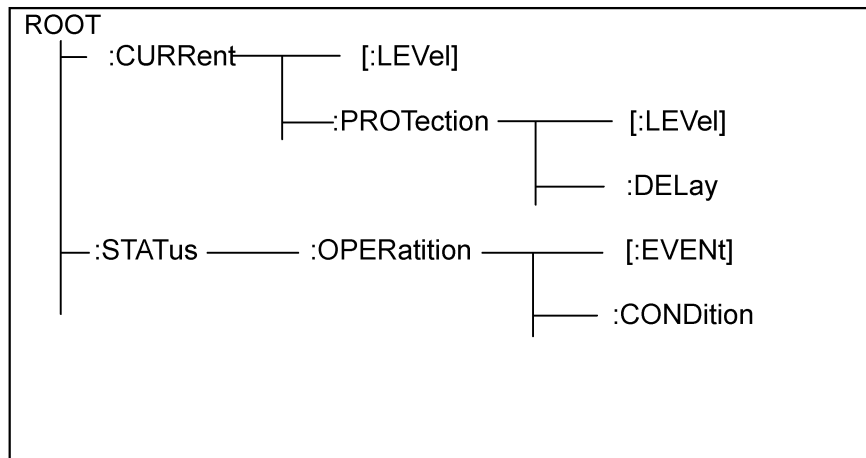 ROOT
:CURRent [:LEVel]
:PROTection [:LEVel]
:DELay
:STATus :OPERatition [:EVENt]
:CONDition